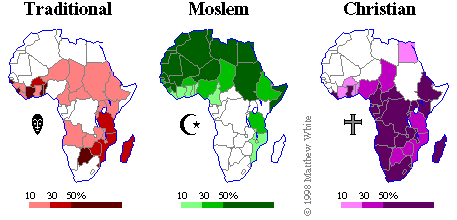 Traditional
Moslem
Christian
© 1998 Matthew White
10 30 50%
10 30 50%
10 30 50%